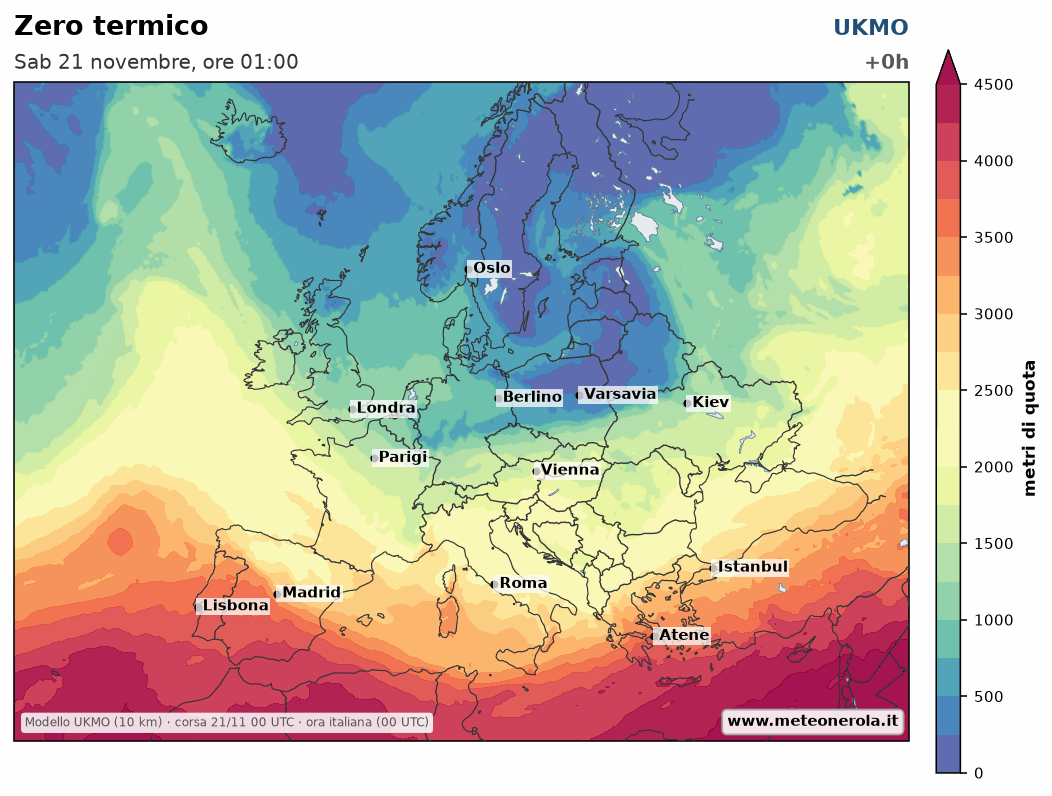 Zero termico
UKMO
Sab 21 novembre, ore 01:00
+0h
4500
4000
3500
3000
2500
2000
1500
1000
500
0
metri di quota
Oslo
Berlino
Varsavia
Kiev
Londra
Parigi
Vienna
Istanbul
Roma
Madrid
Lisbona
Atene
Modello UKMO (10 km) · corsa 21/11 00 UTC · ora italiana (00 UTC)
www.meteonerola.it